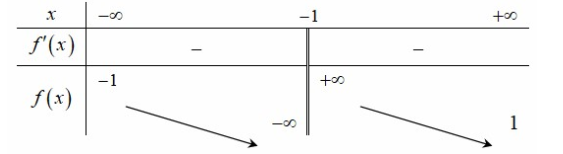 x −∞ −1 +∞
f′(x) − −
f(x) −1 −∞ +∞ 1